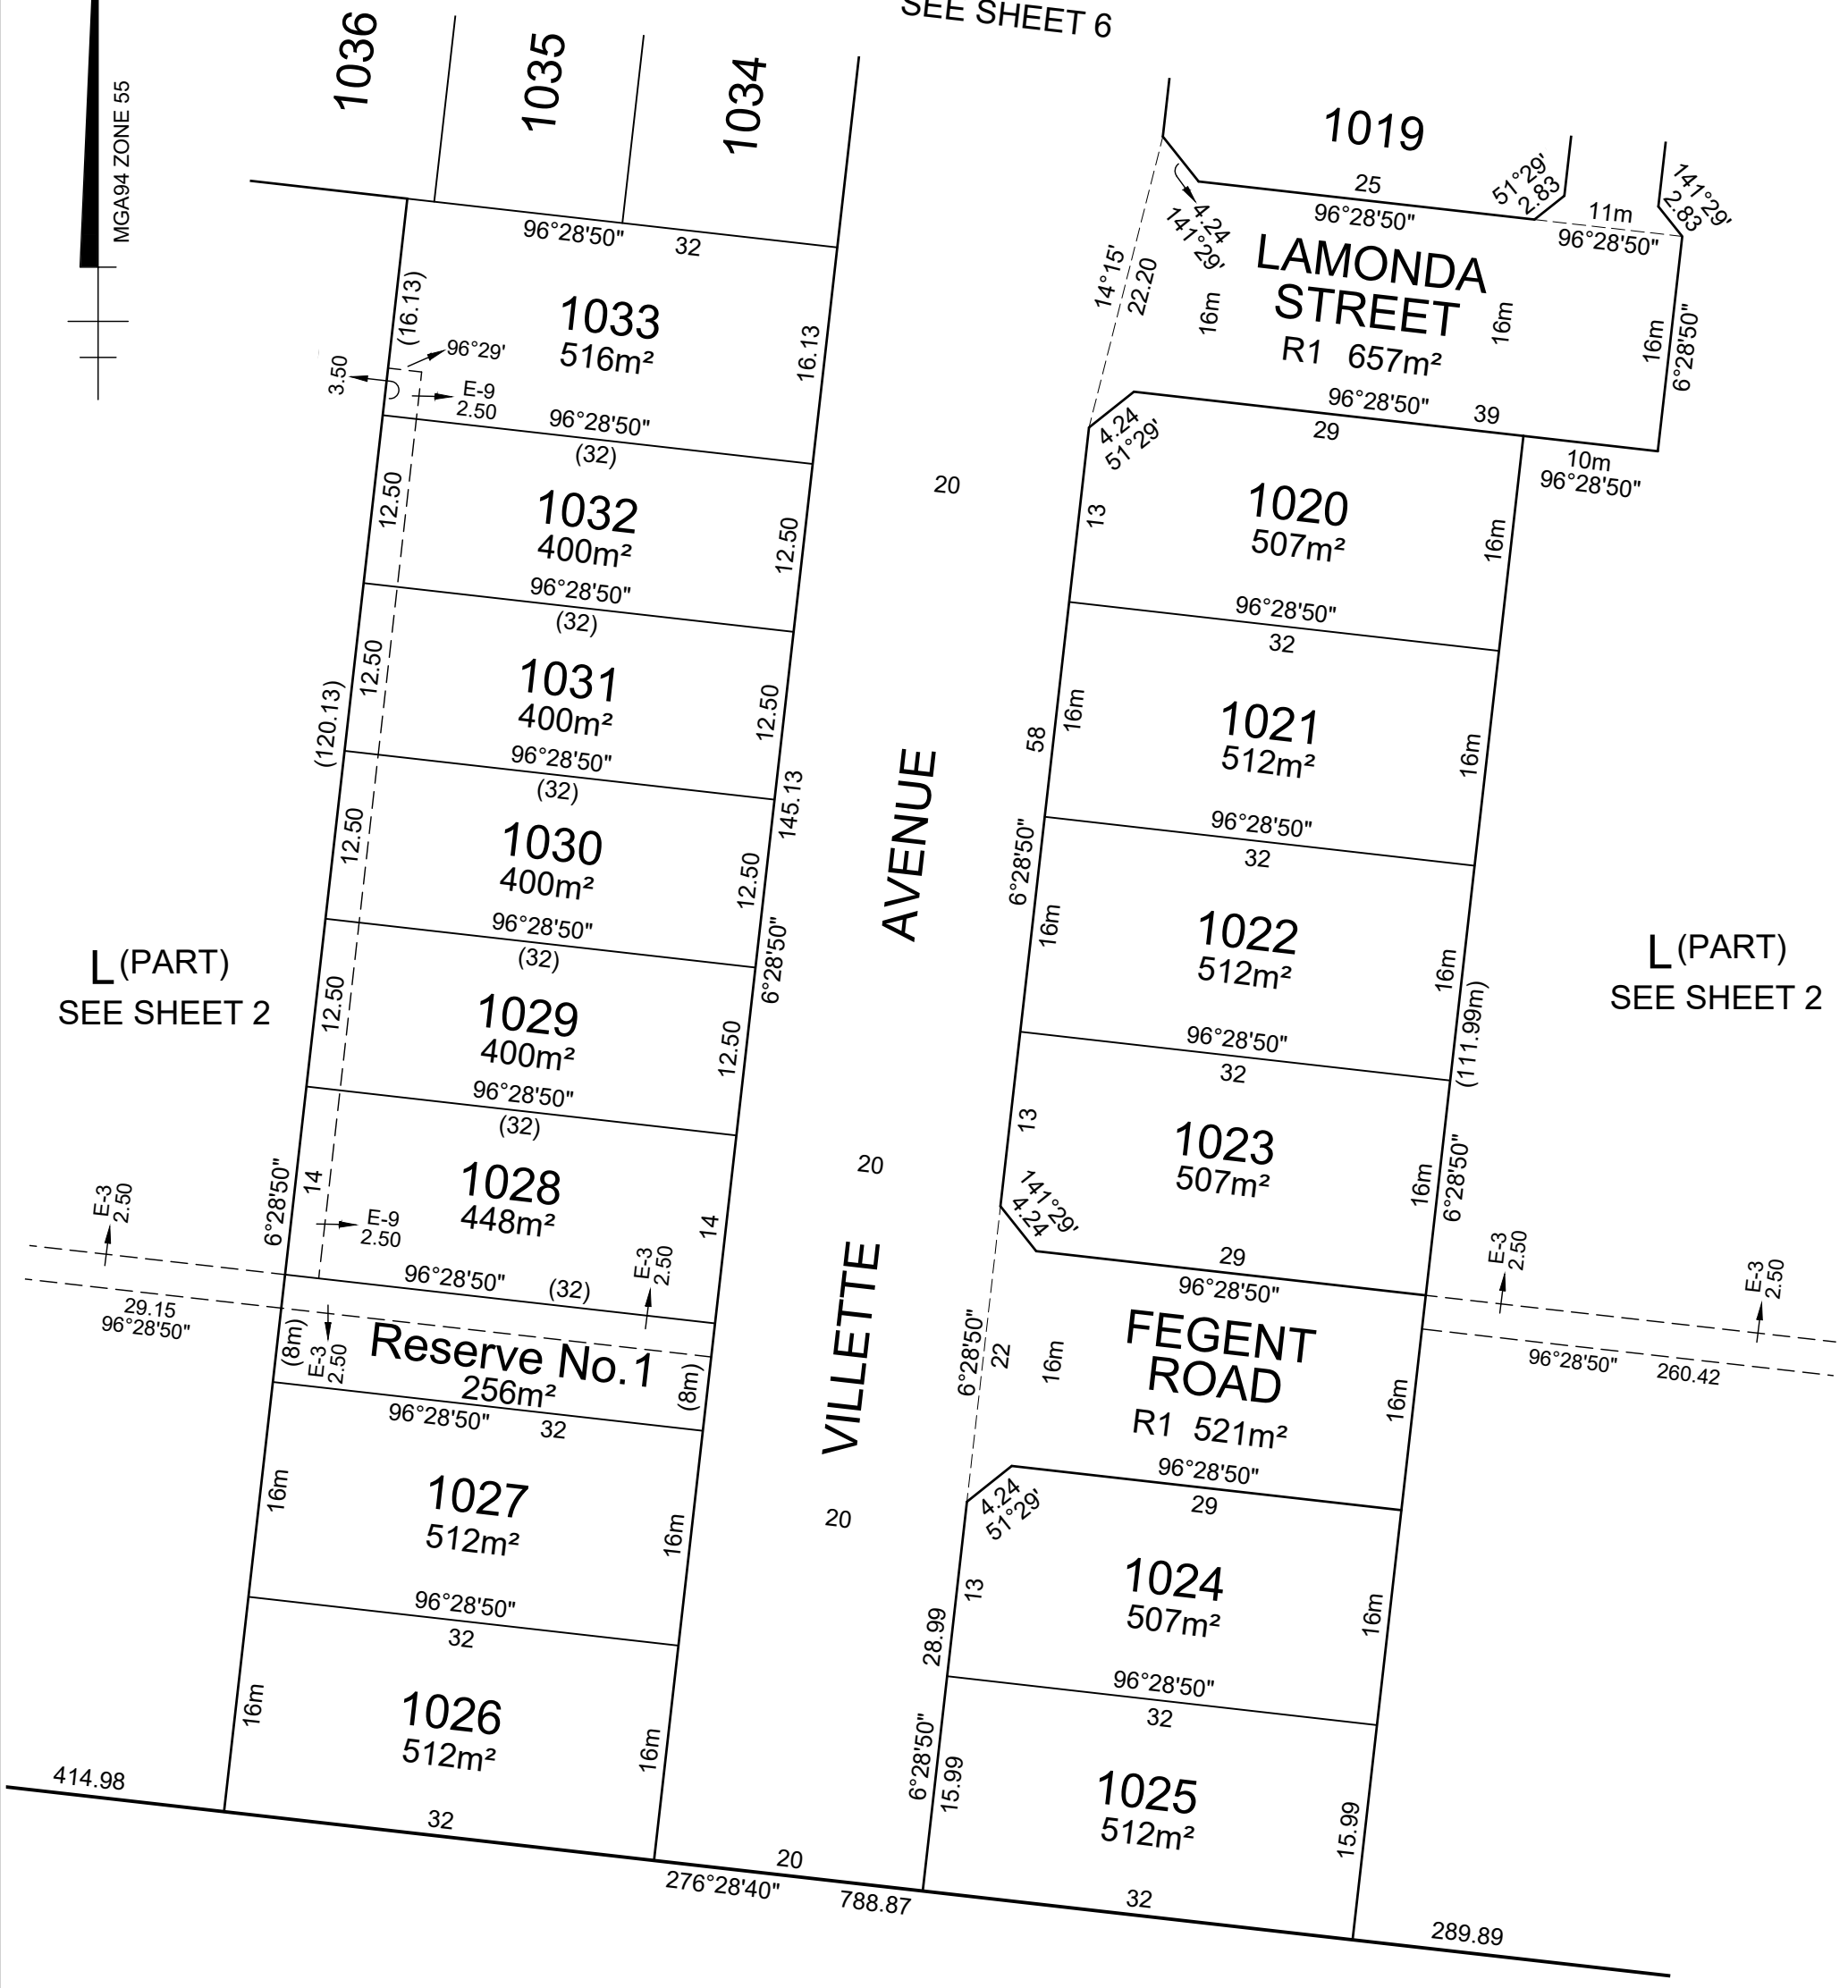 SEE SHEET 6
MGA94 ZONE 55
1036
1035
1034
1019
25
96°28'50"
51°29'
2.83
11m
96°28'50"
141°29'
2.83
4.24
141°29'
14°15'
22.20
LAMONDA
STREET
R1 657m²
16m
16m
16m
6°28'50"
96°28'50"
39
10m
96°28'50"
96°28'50"
32
(16.13)
1033
516m²
16.13
96°29'
3.50
E-9
2.50
96°28'50"
(32)
12.50
1032
400m²
12.50
96°28'50"
(32)
12.50
(120.13)
1031
400m²
12.50
96°28'50"
(32)
145.13
12.50
1030
400m²
12.50
96°28'50"
(32)
6°28'50"
12.50
1029
400m²
12.50
96°28'50"
(32)
6°28'50"
14
1028
448m²
14
E-9
2.50
E-3
2.50
E-3
2.50
96°28'50"
(32)
29.15
96°28'50"
(8m)
E-3
2.50
Reserve No.1
256m²
(8m)
96°28'50"
32
16m
1027
512m²
16m
96°28'50"
32
16m
1026
512m²
16m
414.98
32
L (PART)
SEE SHEET 2
20
AVENUE
20
VILLETTE
20
20
276°28'40"
788.87
4.24
51°29'
29
13
1020
507m²
16m
96°28'50"
32
58
16m
1021
512m²
16m
96°28'50"
32
6°28'50"
16m
1022
512m²
16m
96°28'50"
32
(111.99m)
13
1023
507m²
16m
6°28'50"
141°29'
4.24
29
96°28'50"
L (PART)
SEE SHEET 2
E-3
2.50
E-3
2.50
96°28'50"
260.42
6°28'50"
22
16m
FEGENT
ROAD
R1 521m²
16m
96°28'50"
29
4.24
51°29'
13
28.99
1024
507m²
16m
96°28'50"
32
6°28'50"
15.99
1025
512m²
15.99
32
289.89